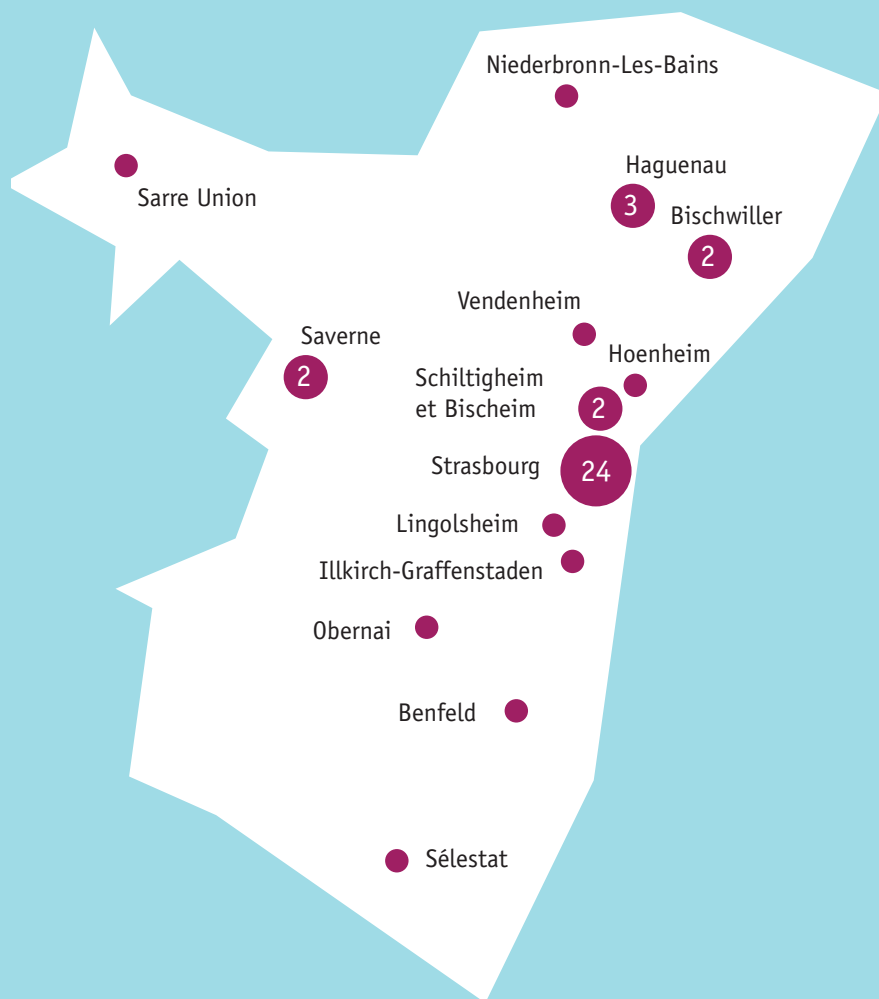 Niederbronn-Les-Bains
Haguenau
3
Sarre Union
Bischwiller
2
Vendenheim
Saverne
2
Hoenheim
Schiltigheim
et Bischeim
2
Strasbourg
24
Lingolsheim
Illkirch-Graffenstaden
Obernai
Benfeld
Sélestat